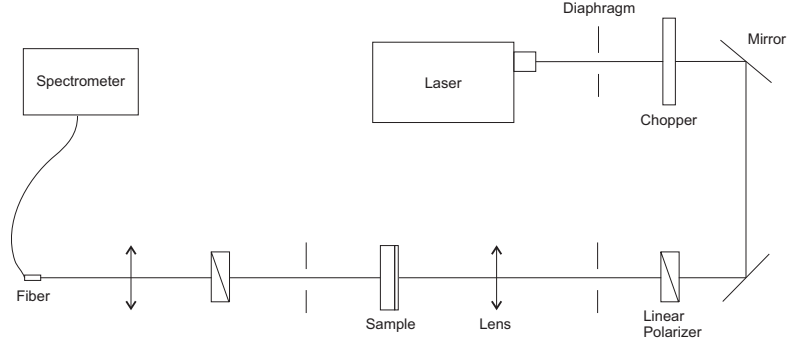 Diaphragm
Mirror
Spectrometer
Laser
Chopper
Fiber
Sample
Lens
Linear
Polarizer